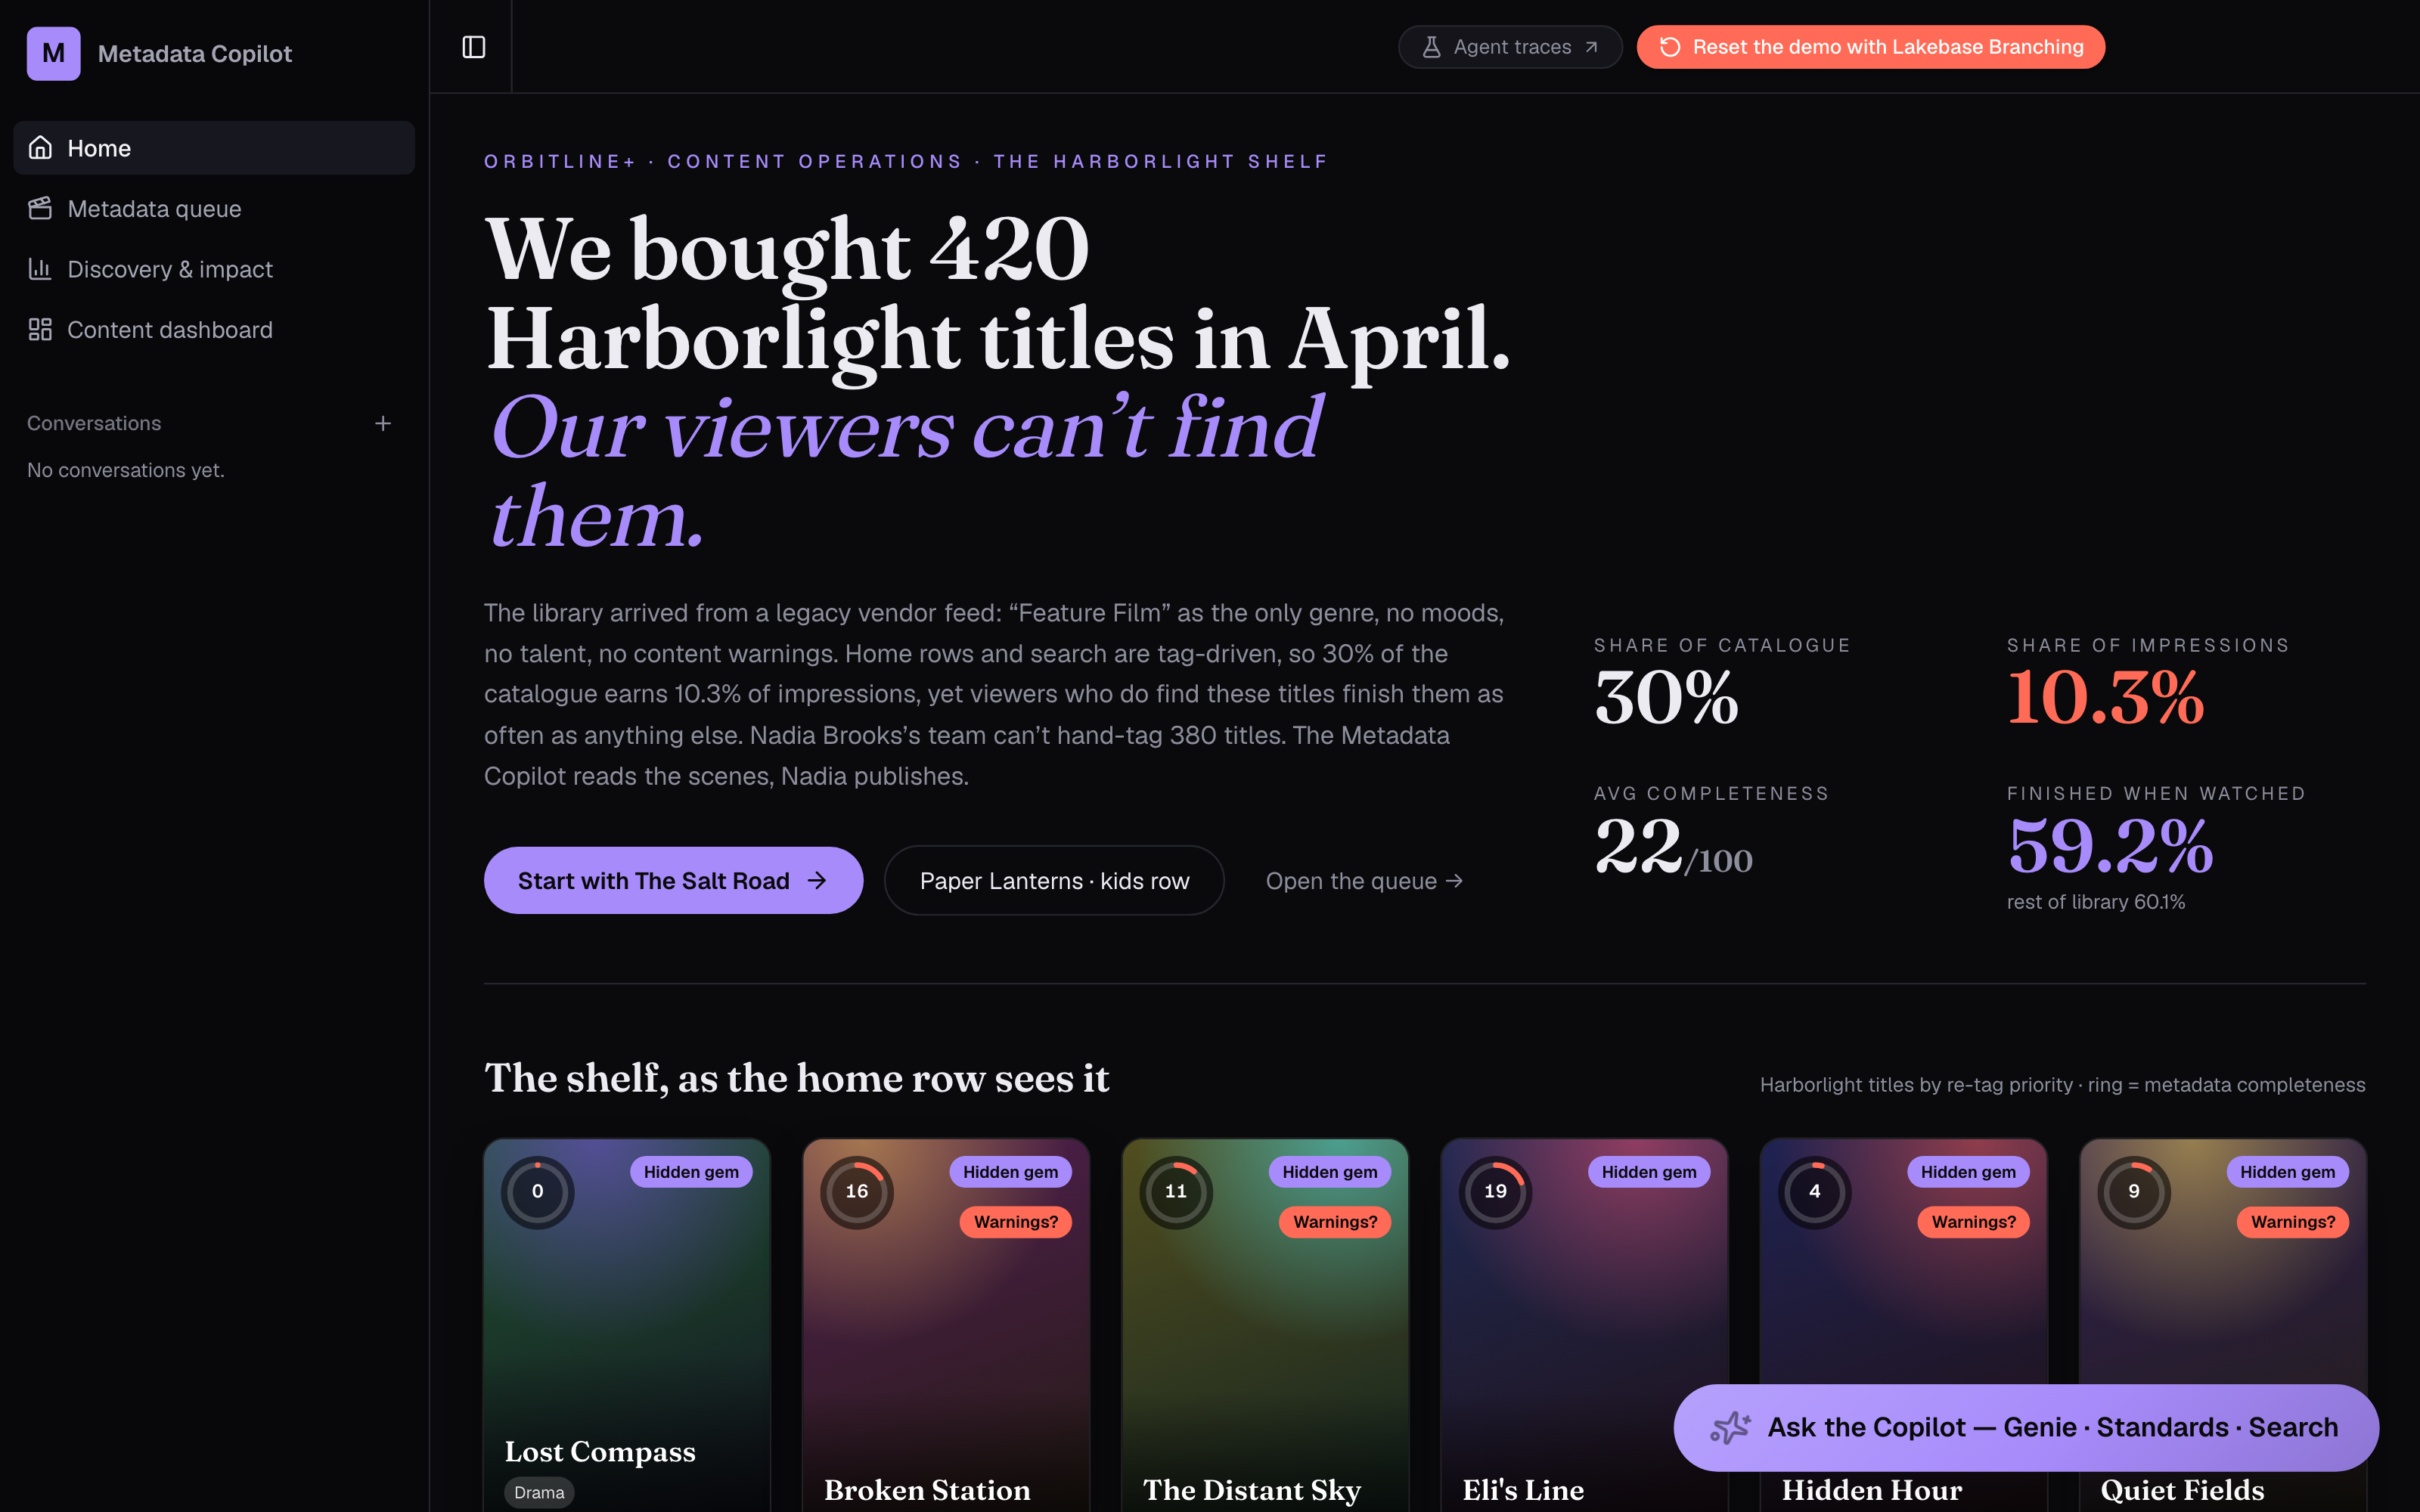 M
Metadata Copilot
Agent traces
Reset the demo with Lakebase Branching
Home
Metadata queue
Discovery & impact
Content dashboard
Conversations
No conversations yet.
ORBITLINE+ · CONTENT OPERATIONS · THE HARBORLIGHT SHELF
We bought 420
Harborlight titles in April.
Our viewers can’t find
them.
The library arrived from a legacy vendor feed: “Feature Film” as the only genre, no moods,
no talent, no content warnings. Home rows and search are tag-driven, so 30% of the
catalogue earns 10.3% of impressions, yet viewers who do find these titles finish them as
often as anything else. Nadia Brooks’s team can’t hand-tag 380 titles. The Metadata
Copilot reads the scenes, Nadia publishes.
Start with The Salt Road →
Paper Lanterns · kids row
Open the queue →
SHARE OF CATALOGUE
30%
SHARE OF IMPRESSIONS
10.3%
AVG COMPLETENESS
22/100
FINISHED WHEN WATCHED
59.2%
rest of library 60.1%
The shelf, as the home row sees it
Harborlight titles by re-tag priority · ring = metadata completeness
0
Hidden gem
Lost Compass
Drama
16
Hidden gem
Warnings?
Broken Station
11
Hidden gem
Warnings?
The Distant Sky
19
Hidden gem
Eli's Line
4
Hidden gem
Warnings?
Hidden Hour
9
Hidden gem
Warnings?
Quiet Fields
Ask the Copilot — Genie · Standards · Search